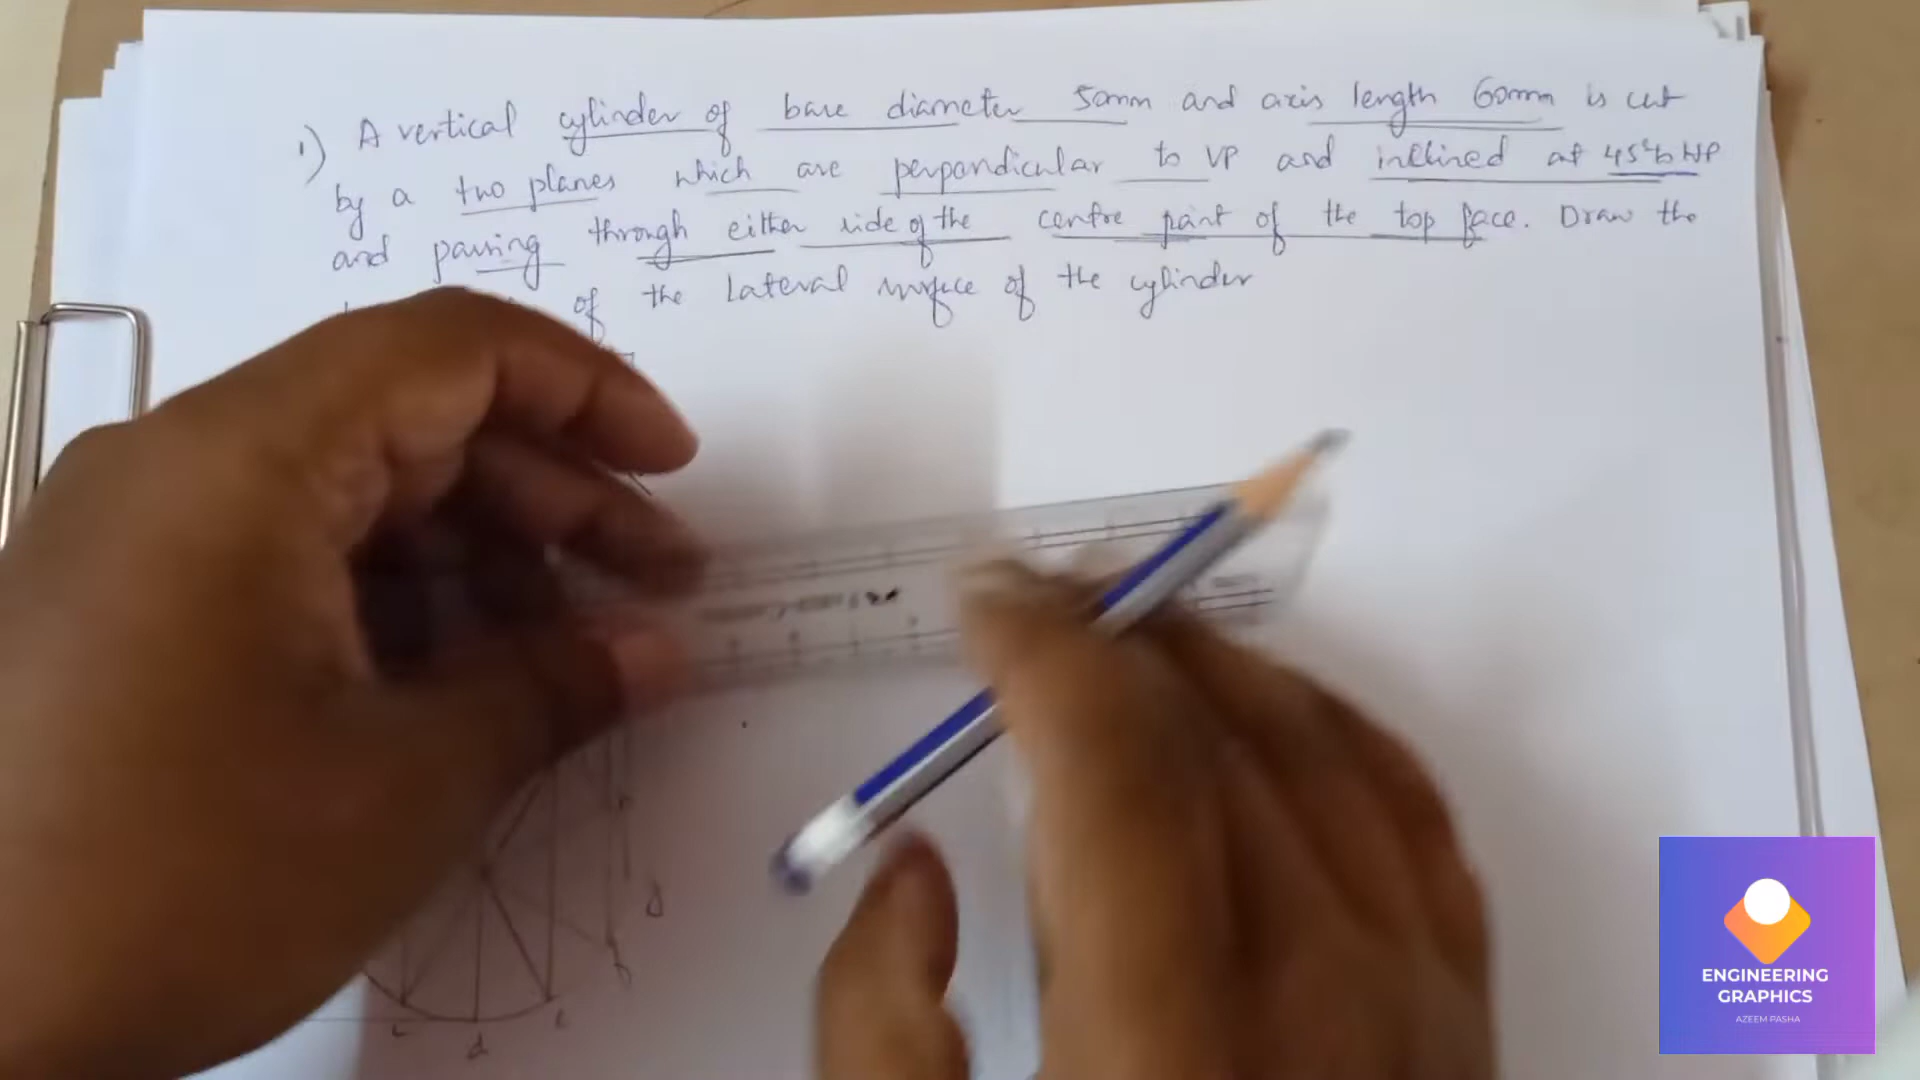 1) A vertical cylinder of base diameter 50mm and axis length 60mm is cut
by a two planes which are perpendicular to VP and inclined at 45° to HP
and passing through either side of the centre point of the top face. Draw the
of the Lateral surface of the cylinder
c d c
b
ENGINEERING
GRAPHICS
AZEEM PASHA